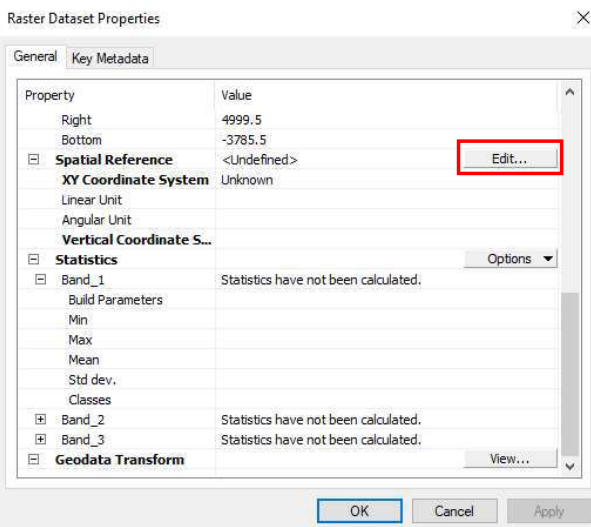 Raster Dataset Properties
General Key Metadata
Property Value
Right 4999.5
Bottom -3785.5
Spatial Reference <Undefined> Edit...
XY Coordinate System Unknown
Linear Unit
Angular Unit
Vertical Coordinate S...
Statistics Options
Band_1 Statistics have not been calculated.
Build Parameters
Min
Max
Mean
Std dev.
Classes
Band_2 Statistics have not been calculated.
Band_3 Statistics have not been calculated.
Geodata Transform View...
OK Cancel Apply